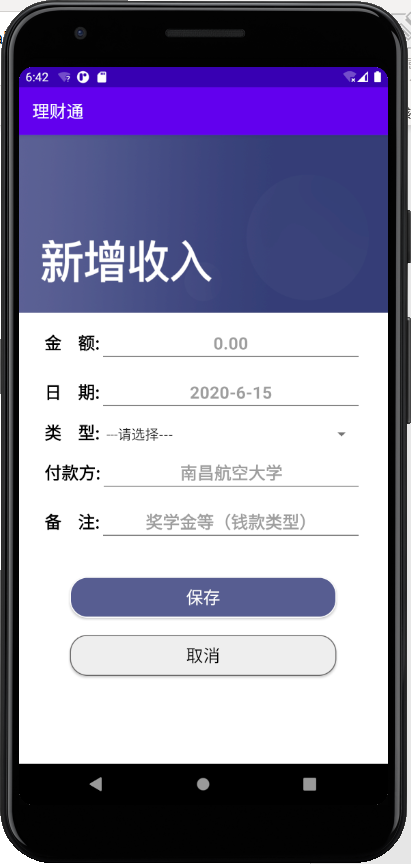 6:42
理财通
新增收入
金 额: 0.00
日 期: 2020-6-15
类 型: ---请选择---
付款方: 南昌航空大学
备 注: 奖学金等（钱款类型）
保存
取消